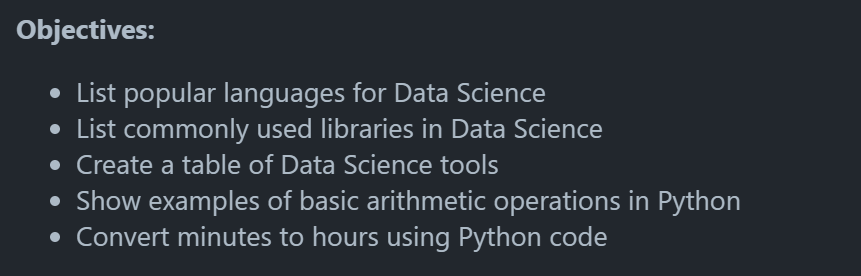 Objectives:
• List popular languages for Data Science
• List commonly used libraries in Data Science
• Create a table of Data Science tools
• Show examples of basic arithmetic operations in Python
• Convert minutes to hours using Python code